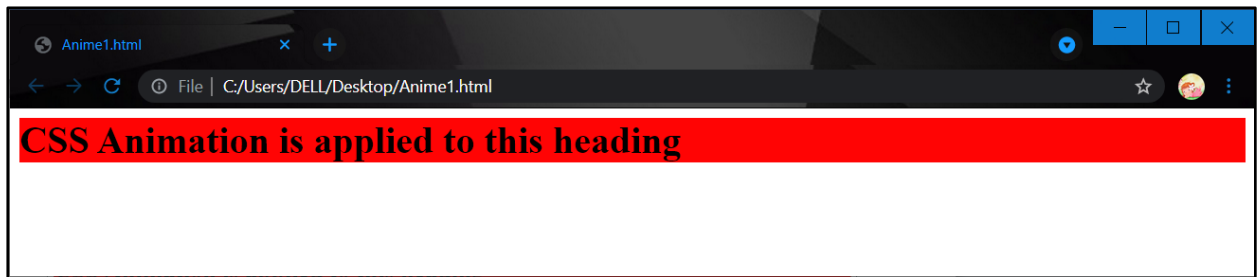 Anime1.html
File | C:/Users/DELL/Desktop/Anime1.html
CSS Animation is applied to this heading